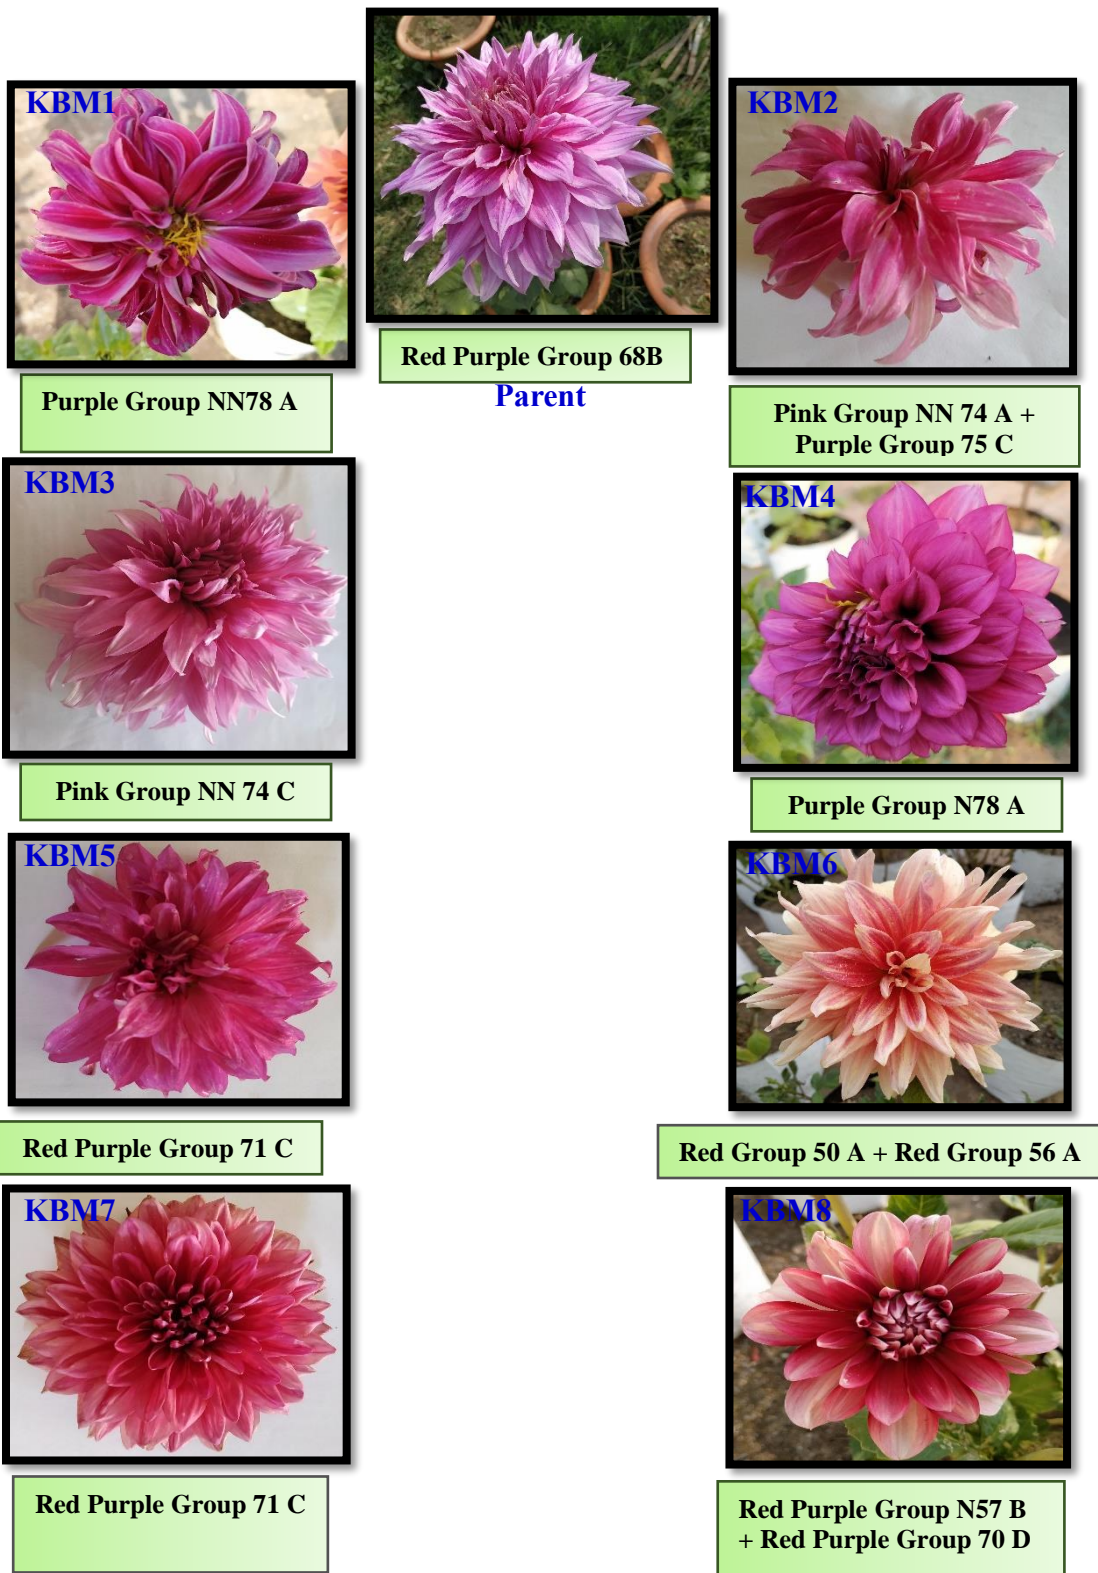 KBM1
Purple Group NN78 A
Red Purple Group 68B
Parent
KBM2
Pink Group NN 74 A +
Purple Group 75 C
KBM3
Pink Group NN 74 C
KBM4
Purple Group N78 A
KBM5
Red Purple Group 71 C
KBM6
Red Group 50 A + Red Group 56 A
KBM7
Red Purple Group 71 C
KBM8
Red Purple Group N57 B
+ Red Purple Group 70 D